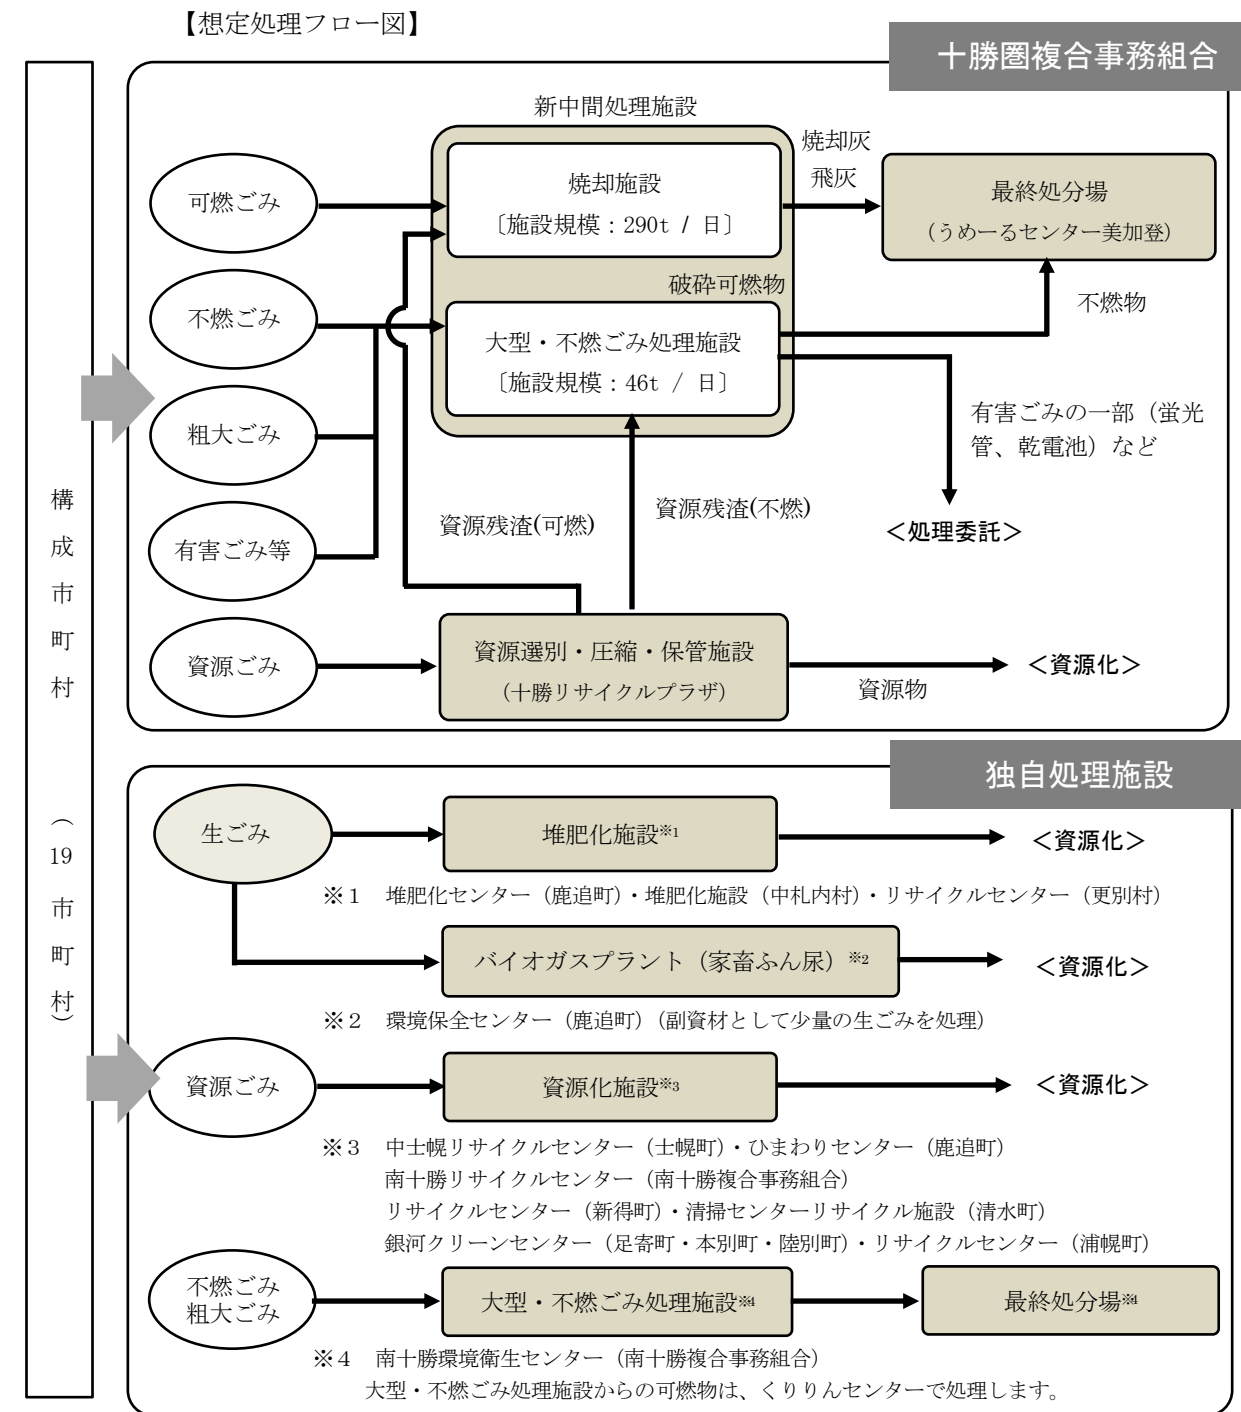 【想定処理フロー図】
十勝圏複合事務組合
構成市町村
（19市町村）
新中間処理施設
可燃ごみ
焼却施設
〔施設規模：290t / 日〕
焼却灰
飛灰
最終処分場
（うめーるセンター美加登）
破砕可燃物
不燃ごみ
大型・不燃ごみ処理施設
〔施設規模：46t / 日〕
不燃物
粗大ごみ
有害ごみの一部（蛍光
管、乾電池）など
＜処理委託＞
有害ごみ等
資源残渣(可燃)
資源残渣(不燃)
資源ごみ
資源選別・圧縮・保管施設
（十勝リサイクルプラザ）
資源物
＜資源化＞
独自処理施設
生ごみ
堆肥化施設※1
＜資源化＞
※１　堆肥化センター（鹿追町）・堆肥化施設（中札内村）・リサイクルセンター（更別村）
バイオガスプラント（家畜ふん尿）※2
＜資源化＞
※２　環境保全センター（鹿追町）（副資材として少量の生ごみを処理）
資源ごみ
資源化施設※3
＜資源化＞
※３　中士幌リサイクルセンター（士幌町）・ひまわりセンター（鹿追町）
南十勝リサイクルセンター（南十勝複合事務組合）
リサイクルセンター（新得町）・清掃センターリサイクル施設（清水町）
銀河クリーンセンター（足寄町・本別町・陸別町）・リサイクルセンター（浦幌町）
不燃ごみ
粗大ごみ
大型・不燃ごみ処理施設※4
最終処分場※4
※４　南十勝環境衛生センター（南十勝複合事務組合）
大型・不燃ごみ処理施設からの可燃物は、くりりんセンターで処理します。